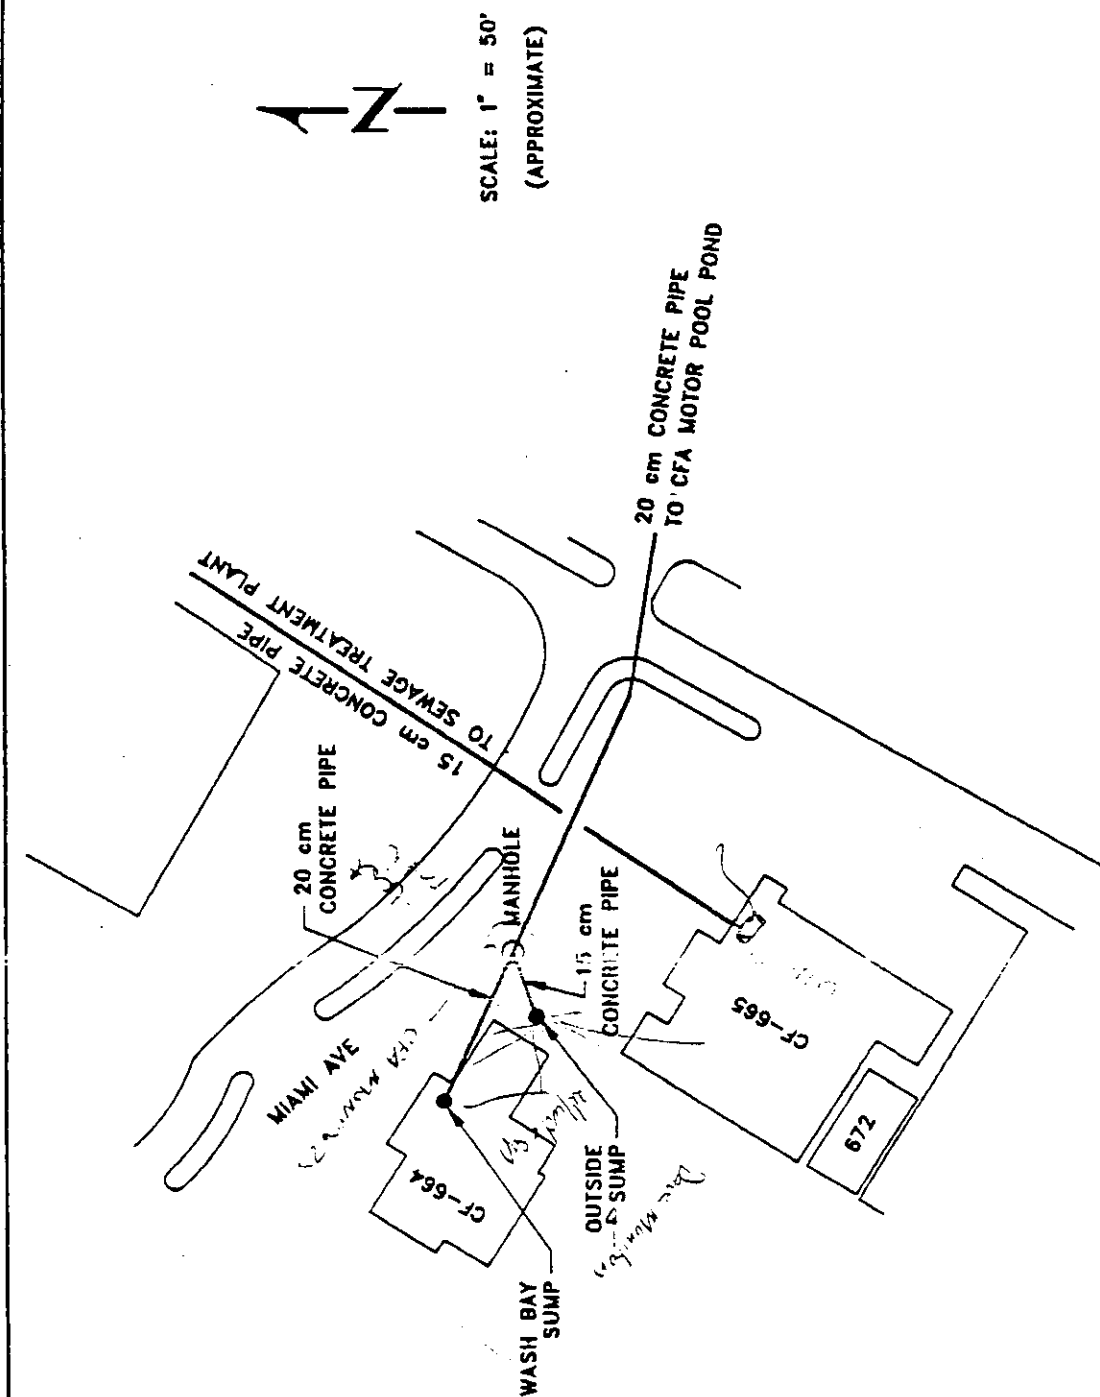 N
SCALE: 1" = 50'
(APPROXIMATE)
15 cm CONCRETE PIPE
TO SEWAGE TREATMENT PLANT
20 cm
CONCRETE PIPE
MIAMI AVE
MANHOLE
15 cm
CONCRETE PIPE
20 cm CONCRETE PIPE
TO CFA MOTOR POOL POND
CF-664
CF-665
672
WASH BAY
SUMP
OUTSIDE
SUMP
CFA